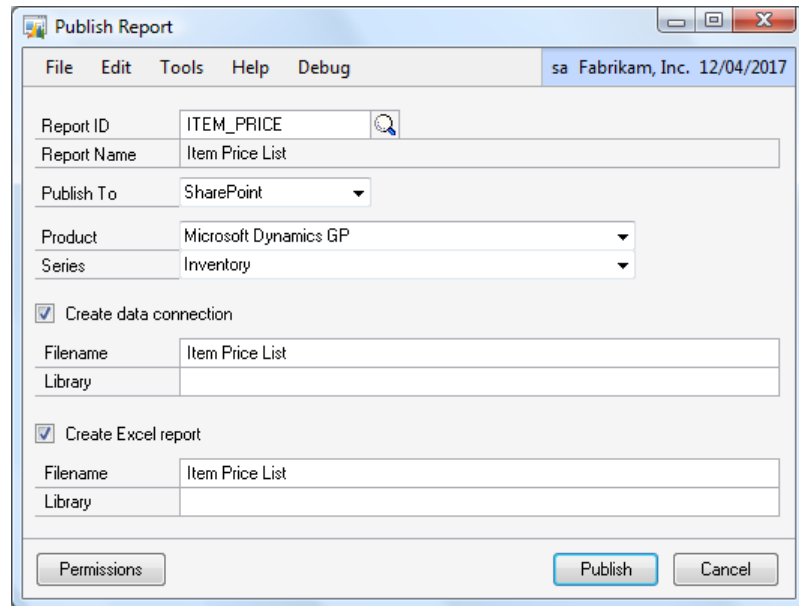 Publish Report
File Edit Tools Help Debug sa Fabrikam, Inc. 12/04/2017
Report ID ITEM_PRICE
Report Name Item Price List
Publish To SharePoint
Product Microsoft Dynamics GP
Series Inventory
Create data connection
Filename Item Price List
Library
Create Excel report
Filename Item Price List
Library
Permissions Publish Cancel